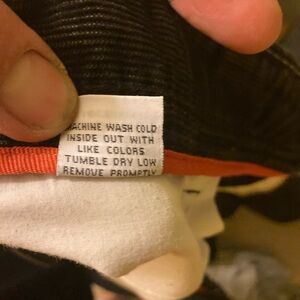 MACHINE WASH COLD
INSIDE OUT WITH
LIKE COLORS
TUMBLE DRY LOW
REMOVE PROMPTLY